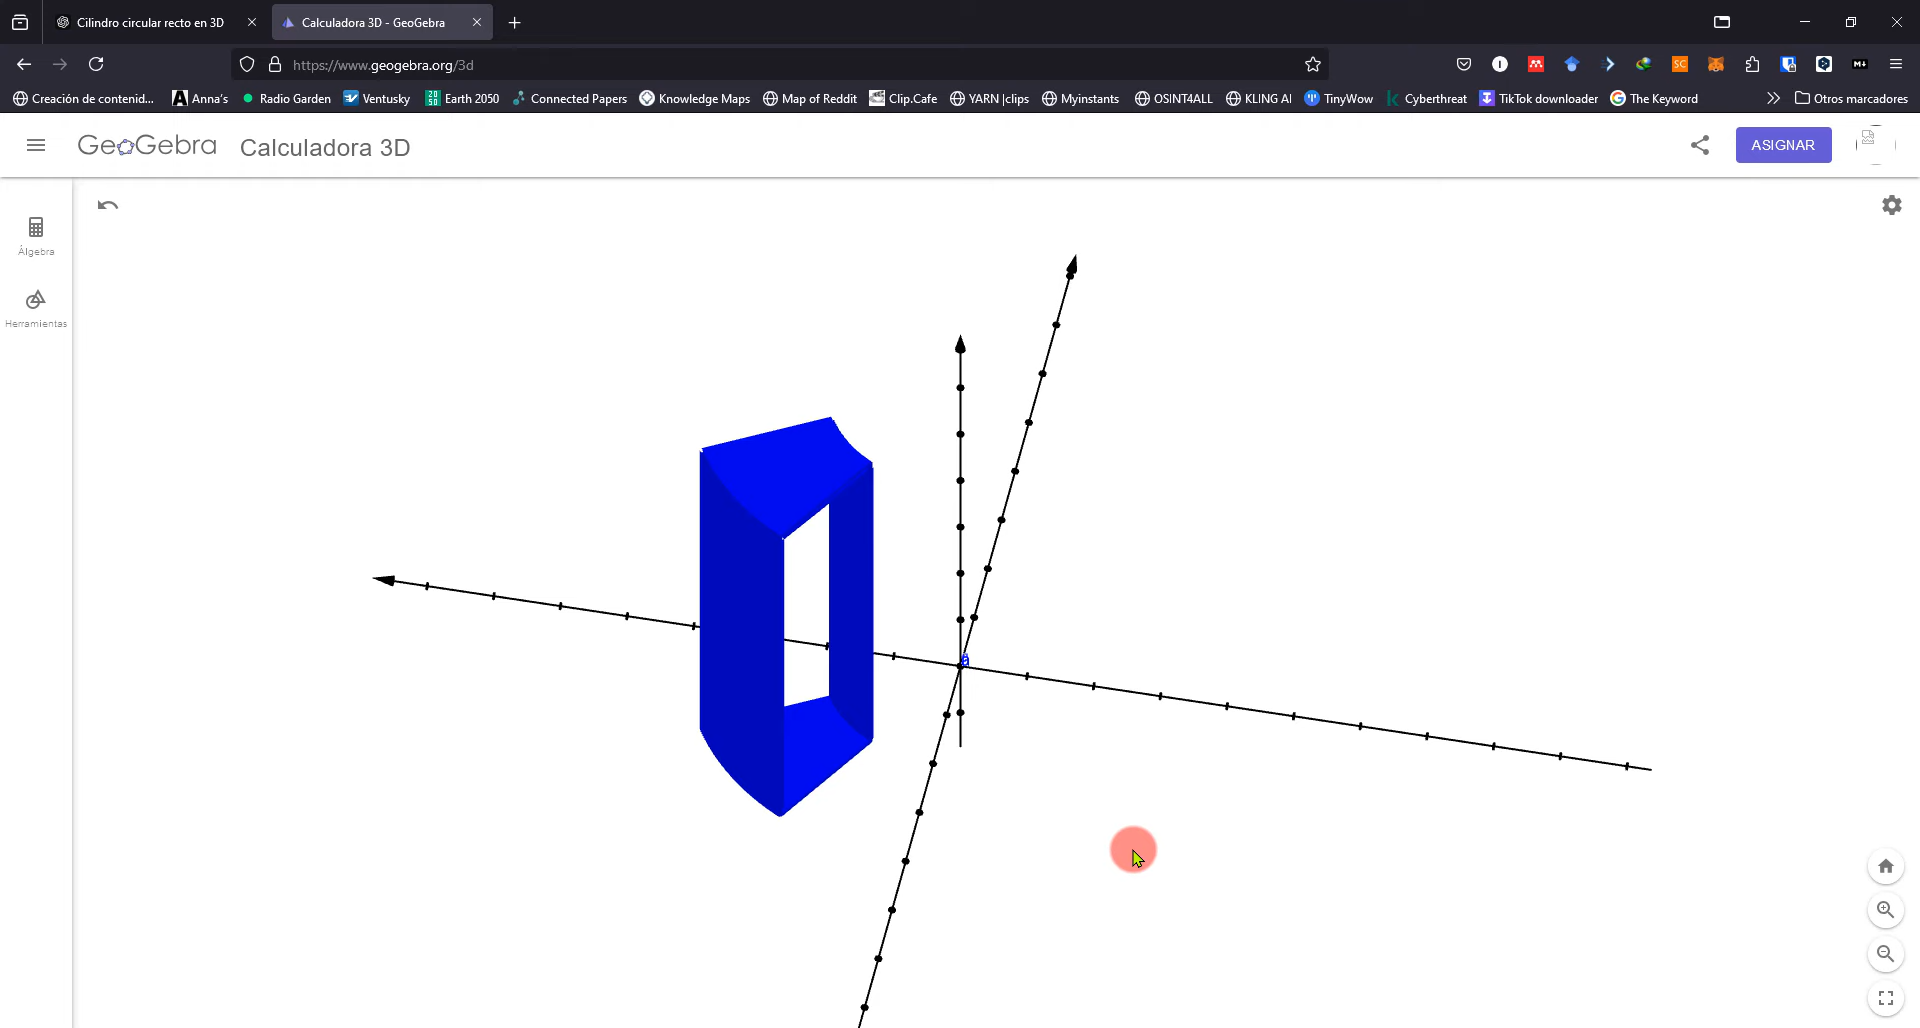 Cilindro circular recto en 3D
Calculadora 3D - GeoGebra
https://www.geogebra.org/3d
Creación de contenid...
Anna's
Radio Garden
Ventusky
Earth 2050
Connected Papers
Knowledge Maps
Map of Reddit
Clip.Cafe
YARN |clips
Myinstants
OSINT4ALL
KLING AI
TinyWow
Cyberthreat
TikTok downloader
The Keyword
Otros marcadores
GeoGebra
Calculadora 3D
ASIGNAR
Álgebra
Herramientas